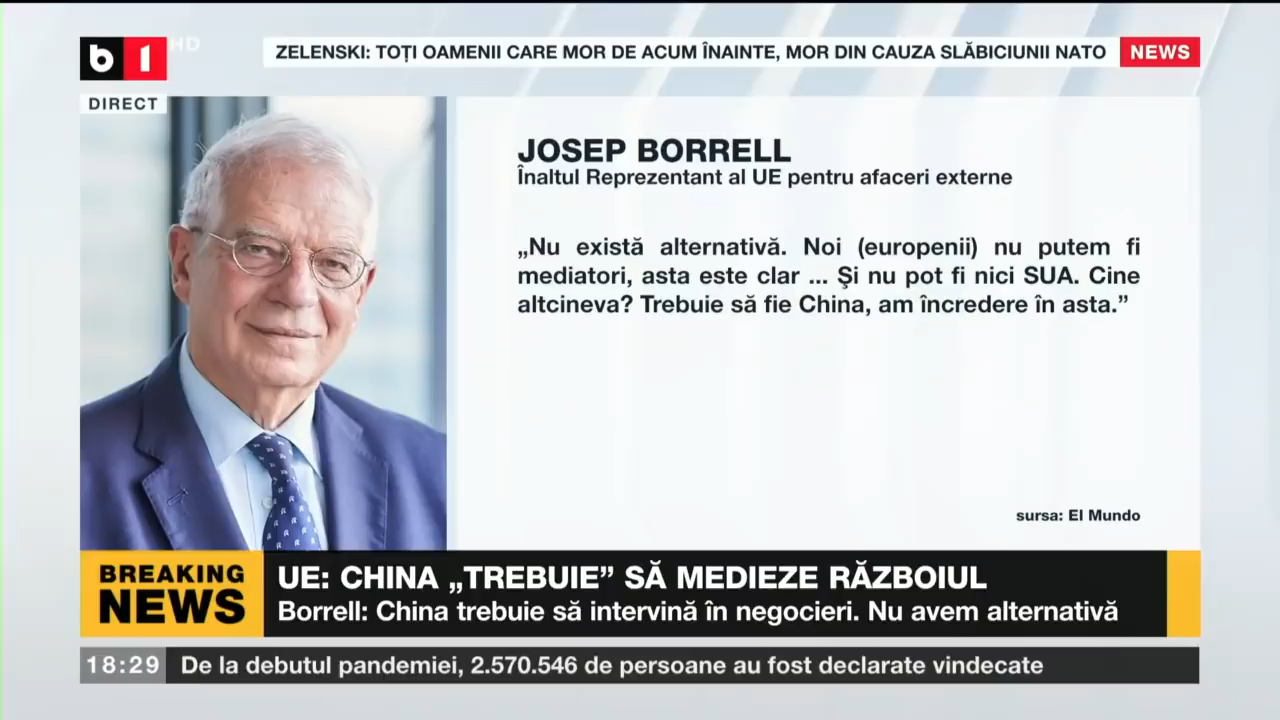 b1 HD
ZELENSKI: TOȚI OAMENII CARE MOR DE ACUM ÎNAINTE, MOR DIN CAUZA SLĂBICIUNII NATO
NEWS
DIRECT
JOSEP BORRELL
Înaltul Reprezentant al UE pentru afaceri externe
„Nu există alternativă. Noi (europenii) nu putem fi
mediatori, asta este clar ... Şi nu pot fi nici SUA. Cine
altcineva? Trebuie să fie China, am încredere în asta.”
sursa: El Mundo
BREAKING
NEWS
UE: CHINA „TREBUIE” SĂ MEDIEZE RĂZBOIUL
Borrell: China trebuie să intervină în negocieri. Nu avem alternativă
18:29 De la debutul pandemiei, 2.570.546 de persoane au fost declarate vindecate